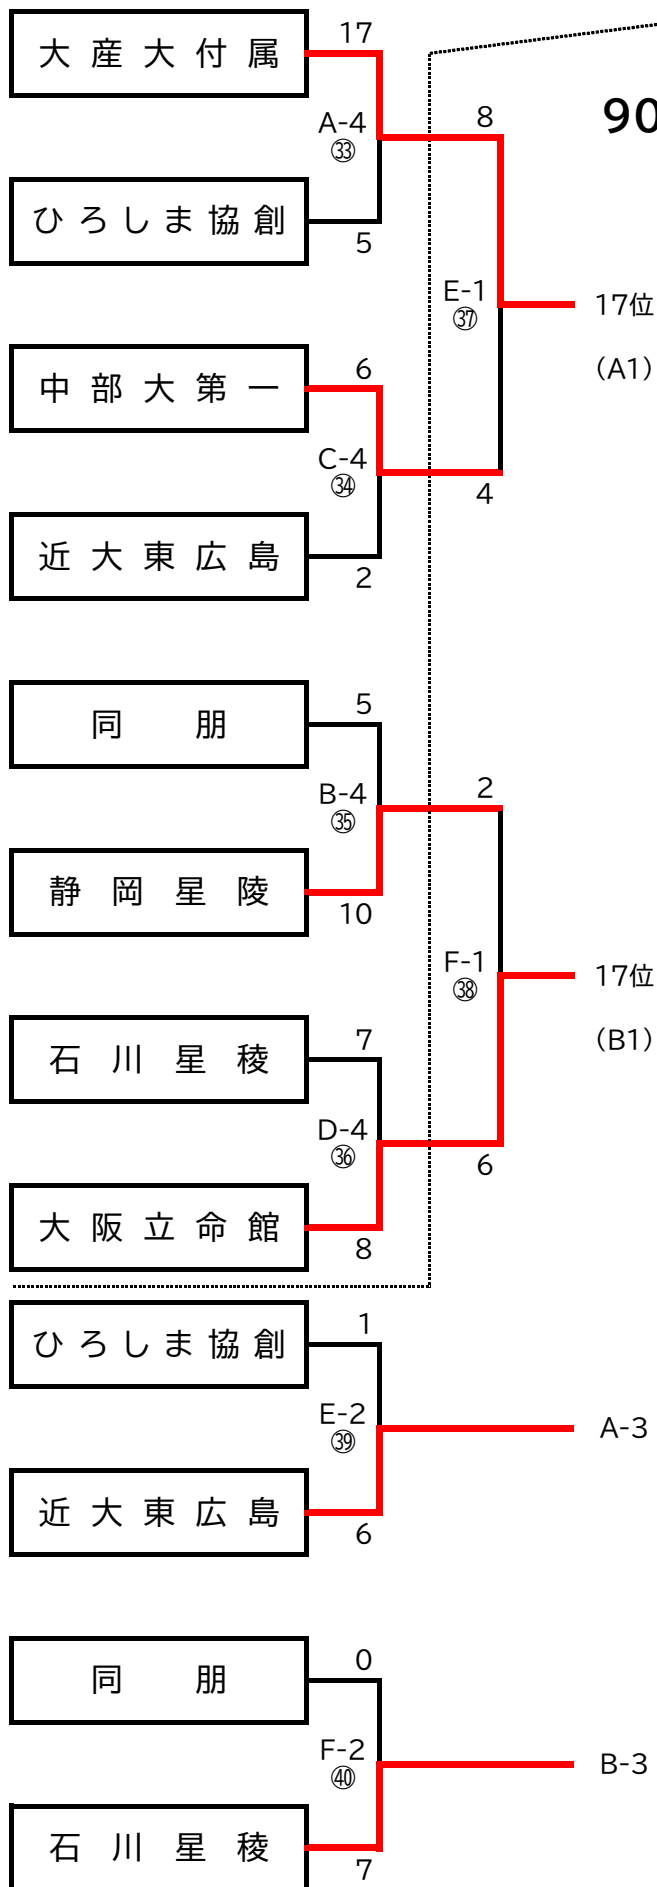 大産大付属
17
A-4
㉝
8
90
ひろしま協創
5
E-1
㊲
17位
(A1)
中部大第一
6
C-4
㉞
4
近大東広島
2
同朋
5
B-4
㉟
2
静岡星陵
10
F-1
㊳
17位
(B1)
石川星稜
7
D-4
㊱
6
大阪立命館
8
ひろしま協創
1
E-2
㊴
A-3
近大東広島
6
同朋
0
F-2
㊵
B-3
石川星稜
7